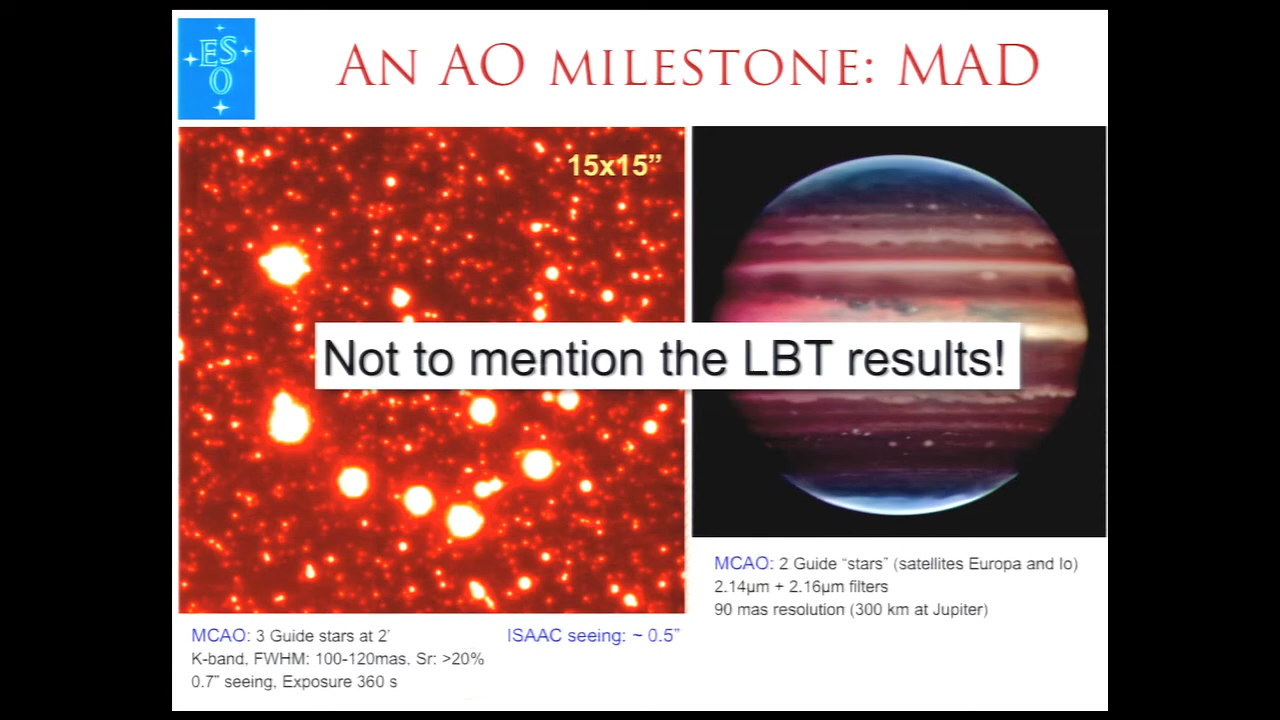 ES
O
An AO milestone: MAD
15x15”
Not to mention the LBT results!
MCAO: 3 Guide stars at 2’
K-band, FWHM: 100-120mas, Sr: >20%
0.7” seeing, Exposure 360 s
ISAAC seeing: ~ 0.5”
MCAO: 2 Guide “stars” (satellites Europa and Io)
2.14µm + 2.16µm filters
90 mas resolution (300 km at Jupiter)